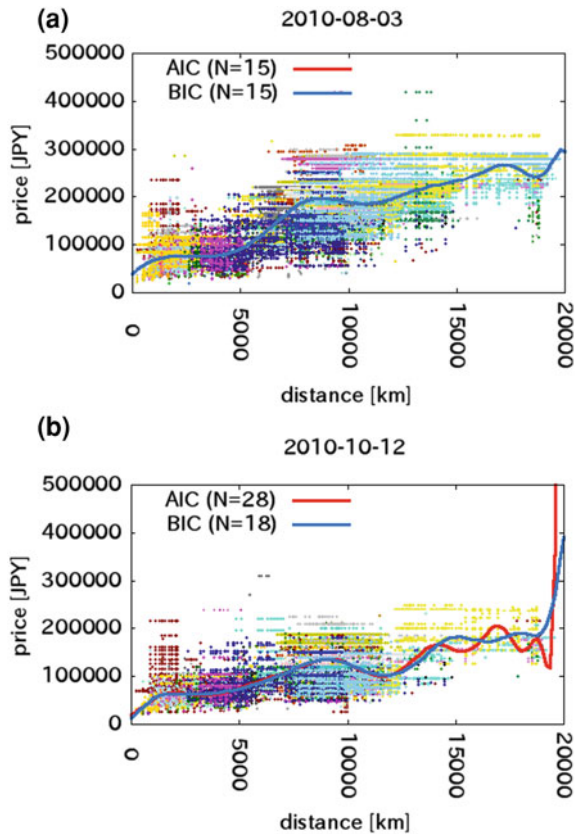 (a)
2010-08-03
500000
400000
300000
200000
100000
0
price [JPY]
AIC (N=15)
BIC (N=15)
0
5000
10000
15000
20000
distance [km]
(b)
2010-10-12
500000
400000
300000
200000
100000
0
price [JPY]
AIC (N=28)
BIC (N=18)
0
5000
10000
15000
20000
distance [km]